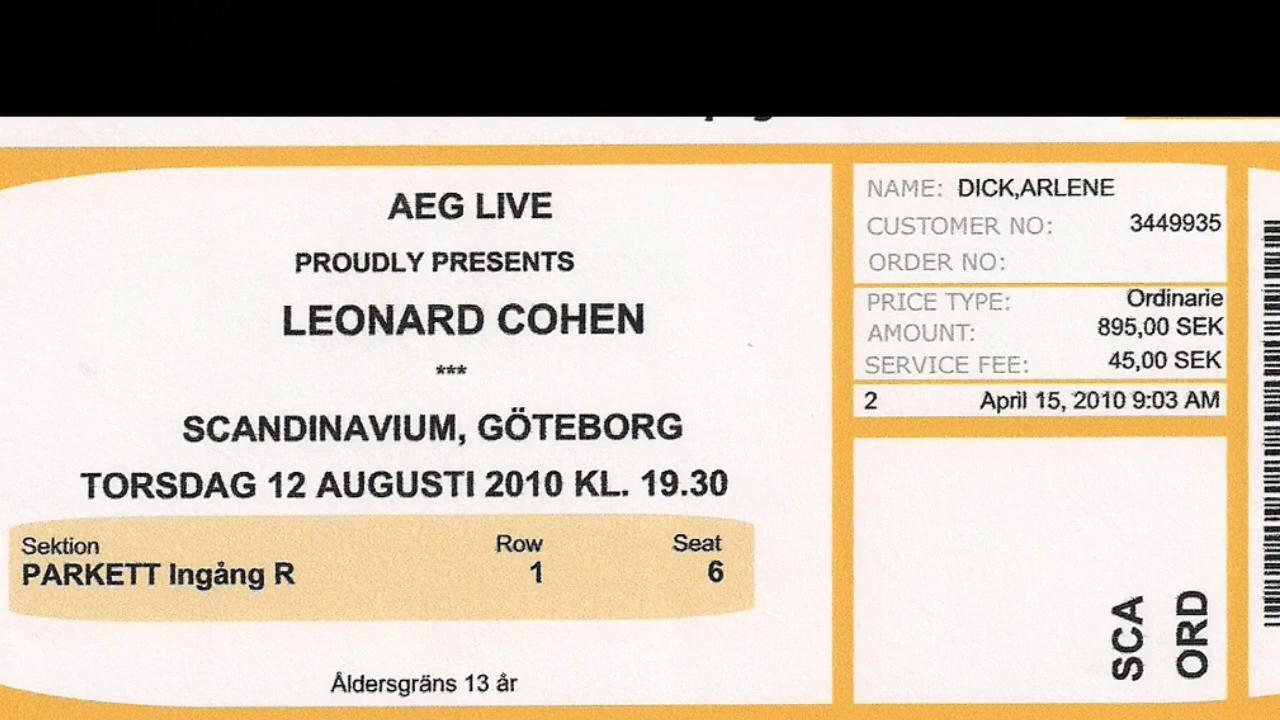 AEG LIVE
PROUDLY PRESENTS
LEONARD COHEN
***
SCANDINAVIUM, GÖTEBORG
TORSDAG 12 AUGUSTI 2010 KL. 19.30
Sektion Row Seat
PARKETT Ingång R 1 6
Åldersgräns 13 år
NAME: DICK,ARLENE
CUSTOMER NO: 3449935
ORDER NO:
PRICE TYPE: Ordinarie
AMOUNT: 895,00 SEK
SERVICE FEE: 45,00 SEK
2 April 15, 2010 9:03 AM
SCA
ORD